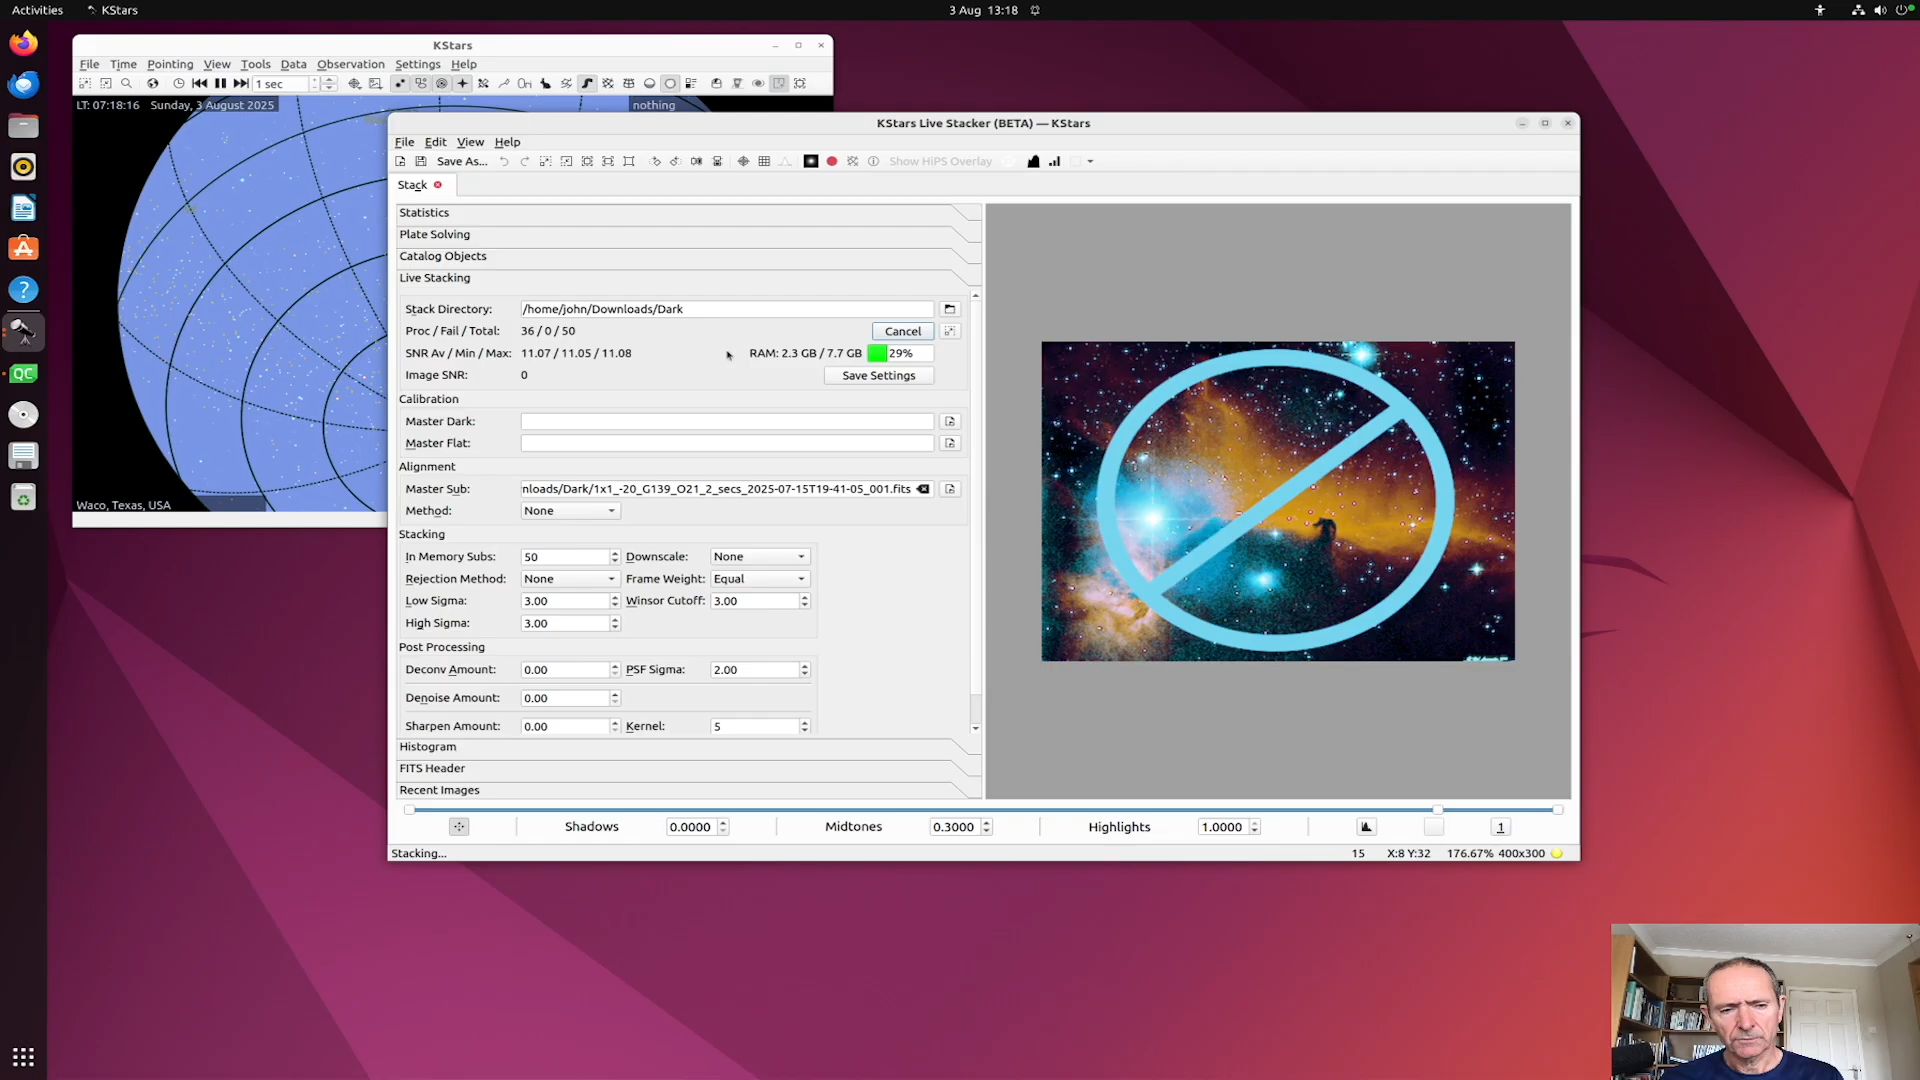 Activities KStars 3 Aug 13:18
KStars
File Time Pointing View Tools Data Observation Settings Help
1 sec
LT: 07:18:16 Sunday, 3 August 2025 nothing
Waco, Texas, USA
KStars Live Stacker (BETA) — KStars
File Edit View Help
Save As... Show HiPS Overlay
Stack
Statistics
Plate Solving
Catalog Objects
Live Stacking
Stack Directory: /home/john/Downloads/Dark
Proc / Fail / Total: 36 / 0 / 50 Cancel
SNR Av / Min / Max: 11.07 / 11.05 / 11.08 RAM: 2.3 GB / 7.7 GB 29%
Image SNR: 0 Save Settings
Calibration
Master Dark:
Master Flat:
Alignment
Master Sub: nloads/Dark/1x1_-20_G139_O21_2_secs_2025-07-15T19-41-05_001.fits
Method: None
Stacking
In Memory Subs: 50 Downscale: None
Rejection Method: None Frame Weight: Equal
Low Sigma: 3.00 Winsor Cutoff: 3.00
High Sigma: 3.00
Post Processing
Deconv Amount: 0.00 PSF Sigma: 2.00
Denoise Amount: 0.00
Sharpen Amount: 0.00 Kernel: 5
Histogram
FITS Header
Recent Images
Shadows 0.0000 Midtones 0.3000 Highlights 1.0000 1
Stacking... 15 X:8 Y:32 176.67% 400x300
QC